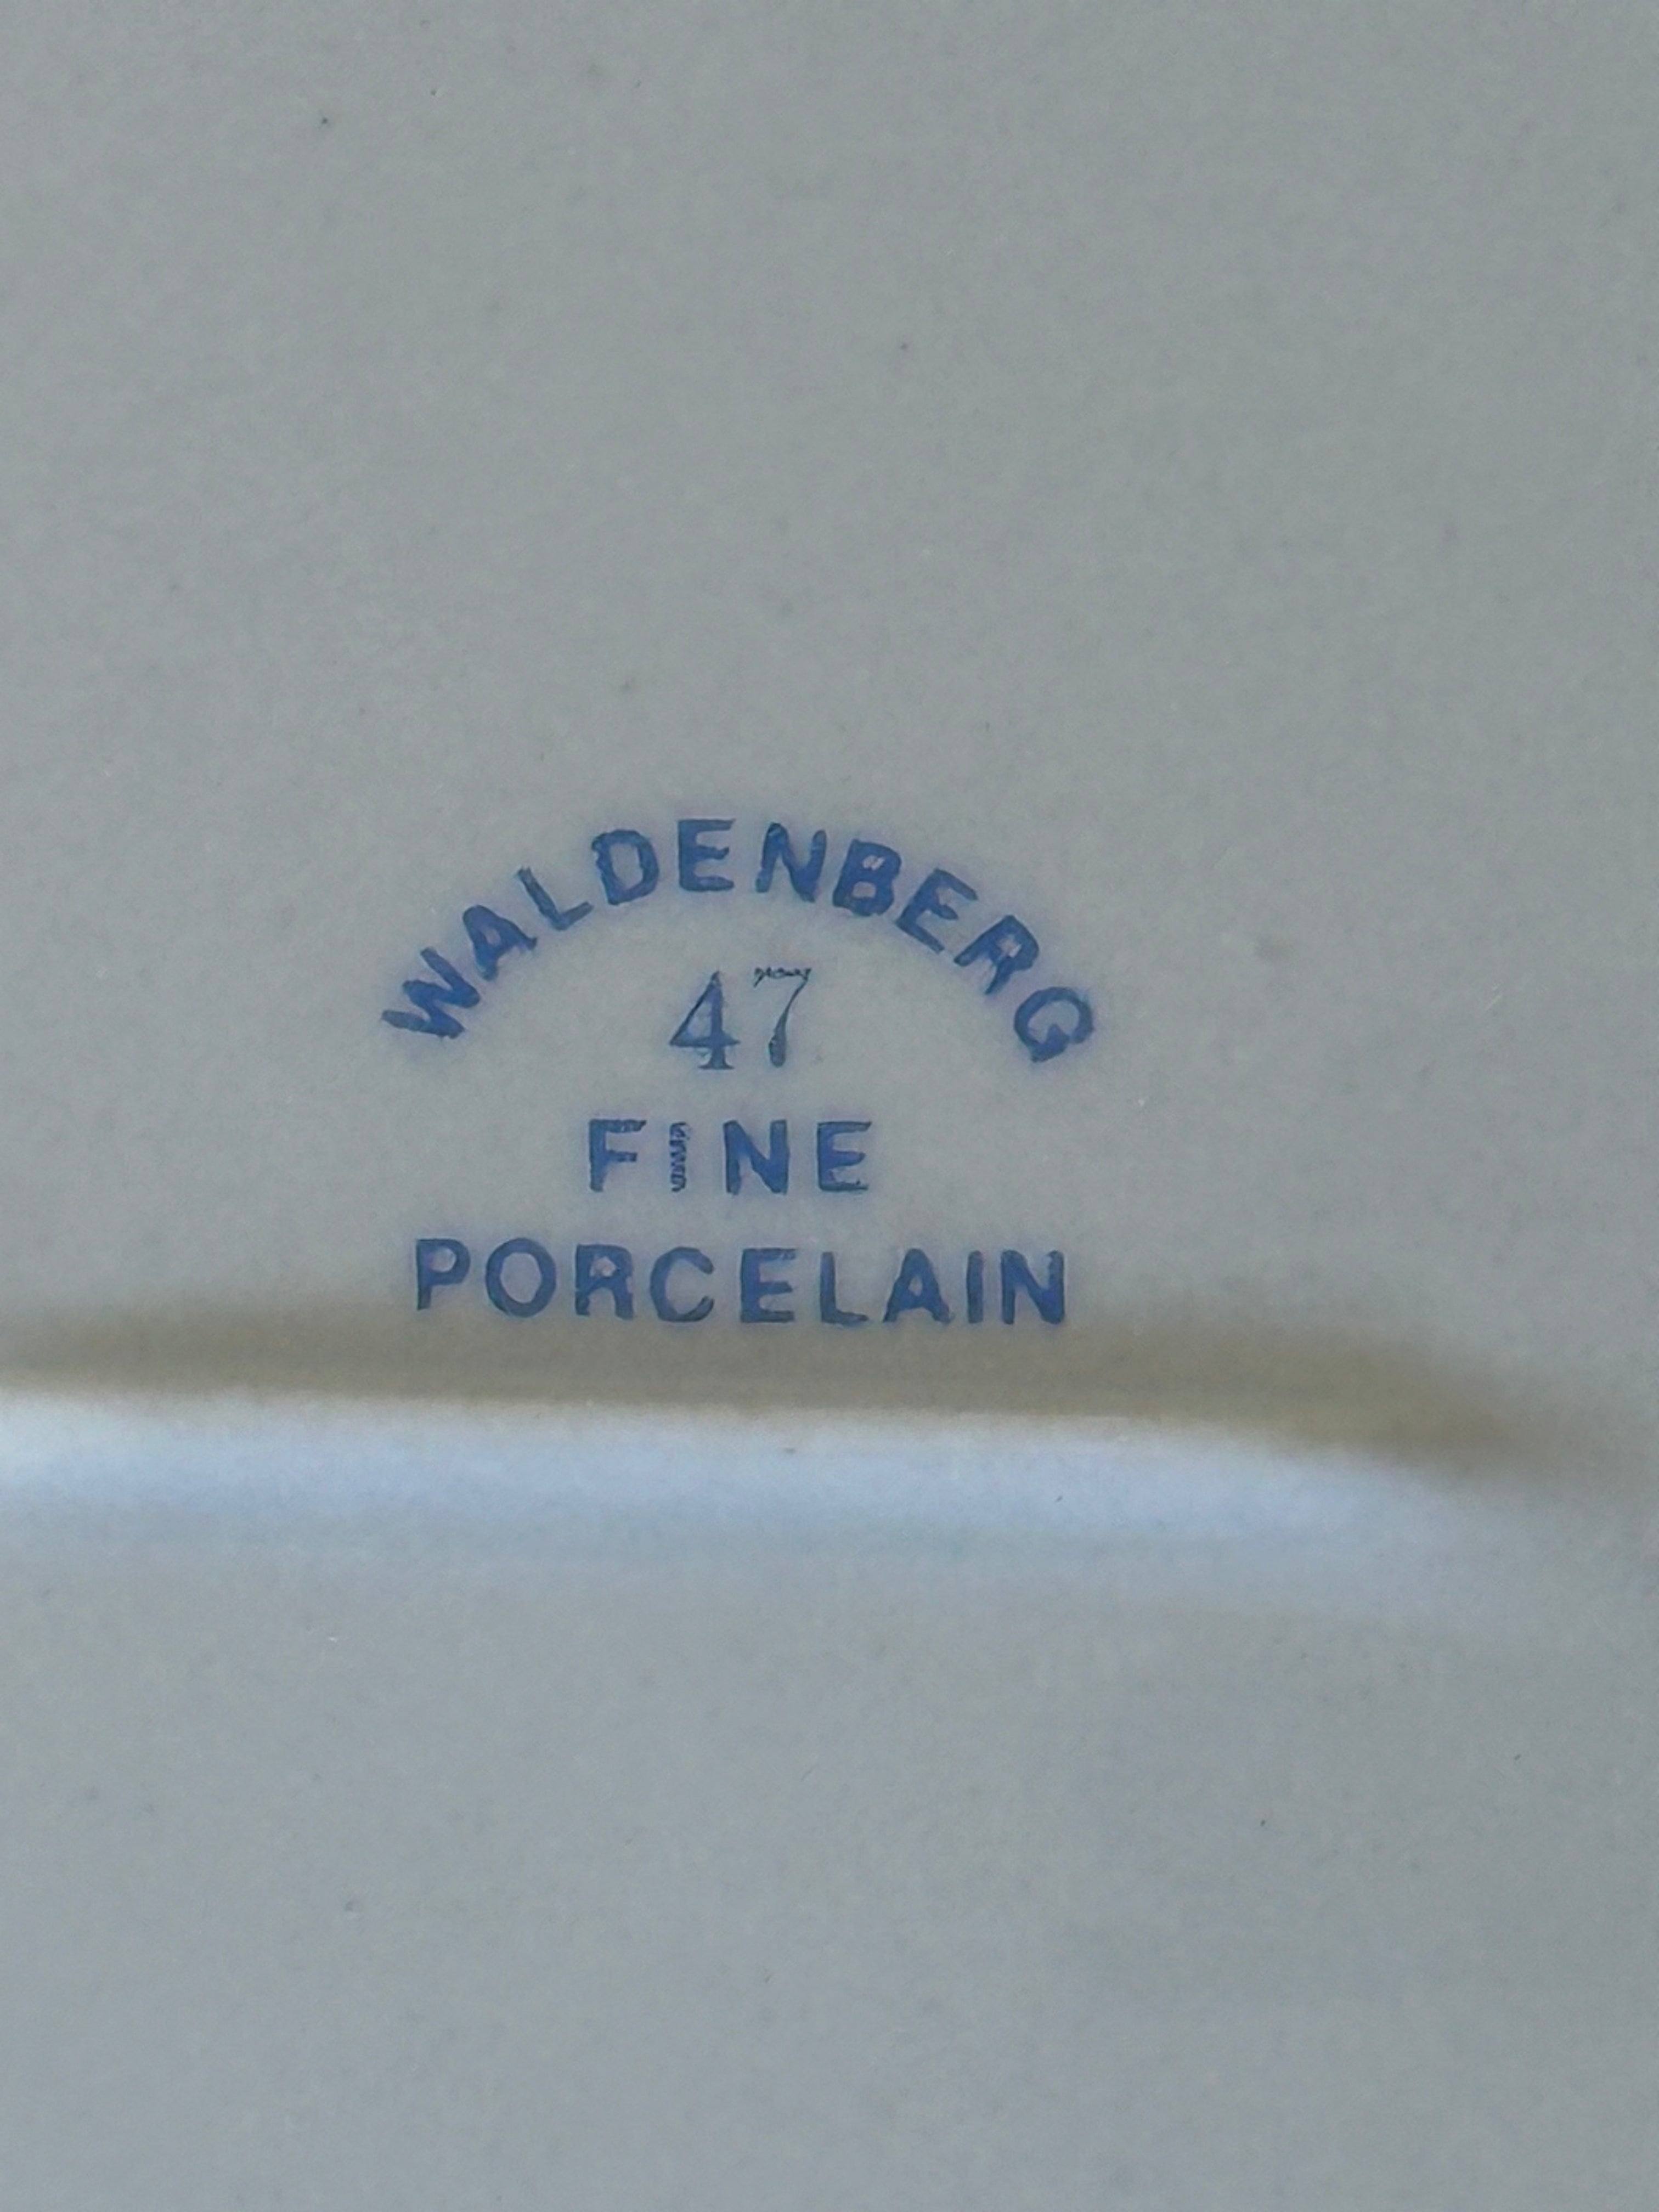 WALDENBERG
47
FINE
PORCELAIN